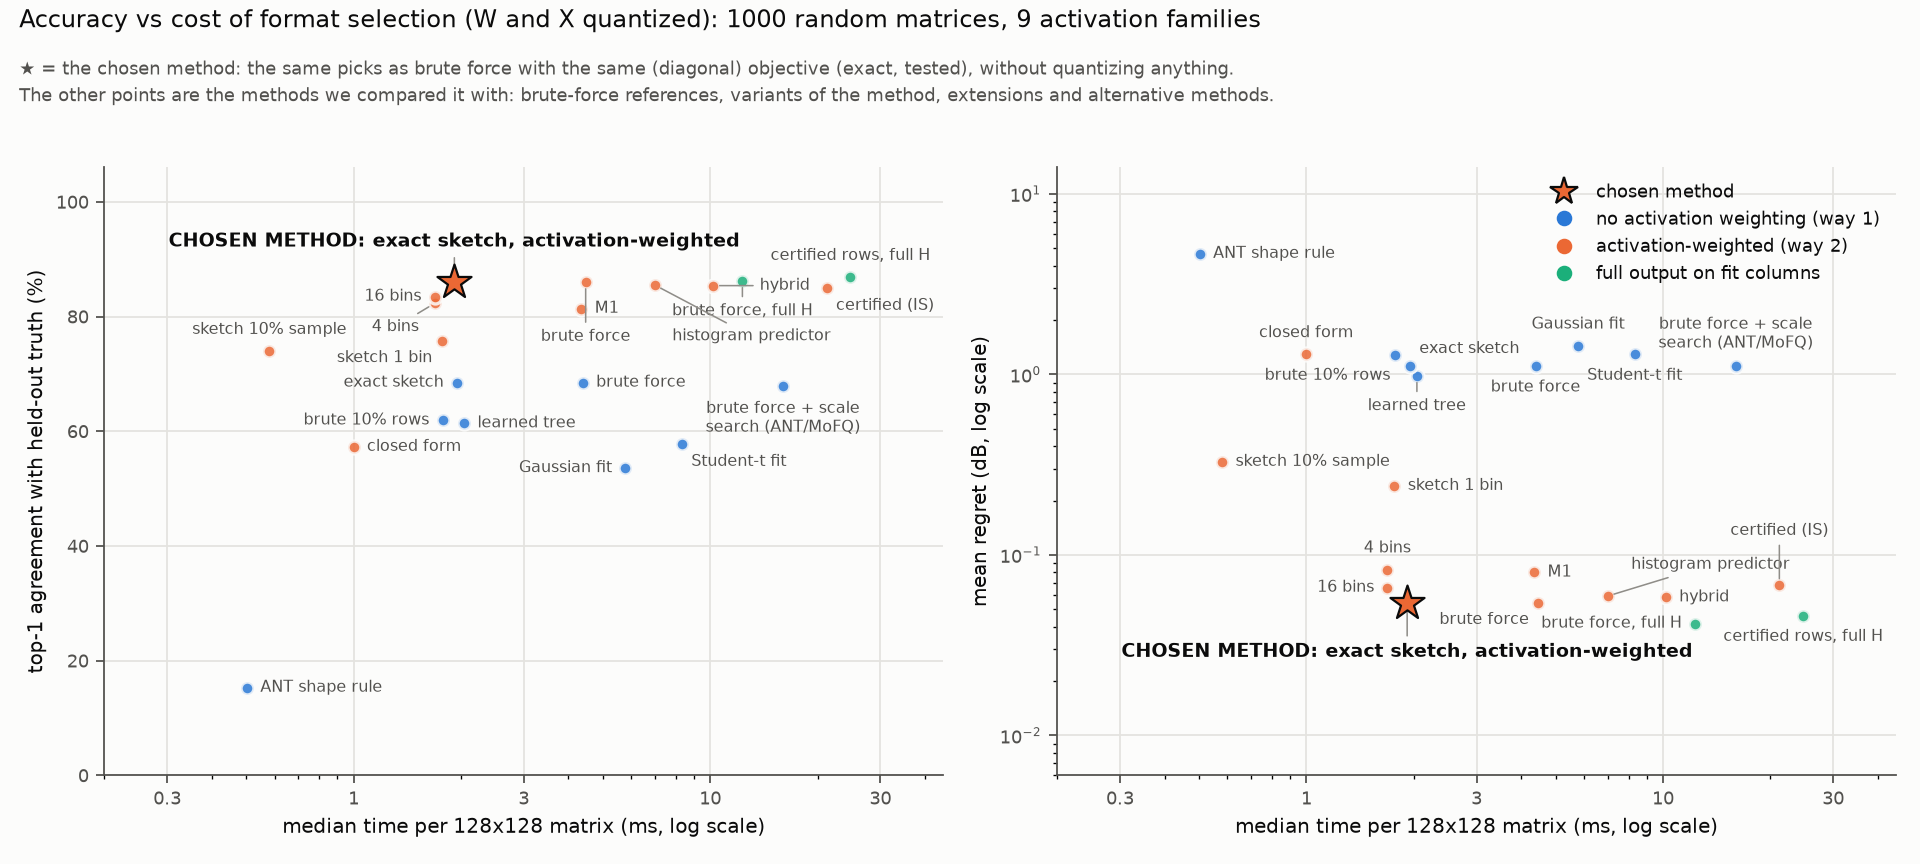 Accuracy vs cost of format selection (W and X quantized): 1000 random matrices, 9 activation families
★ = the chosen method: the same picks as brute force with the same (diagonal) objective (exact, tested), without quantizing anything.
The other points are the methods we compared it with: brute-force references, variants of the method, extensions and alternative methods.
top-1 agreement with held-out truth (%)
100
80
60
40
20
0
CHOSEN METHOD: exact sketch, activation-weighted
certified rows, full H
16 bins
4 bins
hybrid
M1
brute force, full H
certified (IS)
sketch 10% sample
brute force
histogram predictor
sketch 1 bin
exact sketch
brute force
brute force + scale
search (ANT/MoFQ)
brute 10% rows
learned tree
closed form
Gaussian fit
Student-t fit
ANT shape rule
0.3
1
3
10
30
median time per 128x128 matrix (ms, log scale)
mean regret (dB, log scale)
10¹
10⁰
10⁻¹
10⁻²
chosen method
no activation weighting (way 1)
activation-weighted (way 2)
full output on fit columns
ANT shape rule
closed form
Gaussian fit
brute force + scale
search (ANT/MoFQ)
exact sketch
brute 10% rows
brute force
Student-t fit
learned tree
sketch 10% sample
sketch 1 bin
certified (IS)
4 bins
histogram predictor
M1
16 bins
hybrid
brute force
brute force, full H
certified rows, full H
CHOSEN METHOD: exact sketch, activation-weighted
0.3
1
3
10
30
median time per 128x128 matrix (ms, log scale)